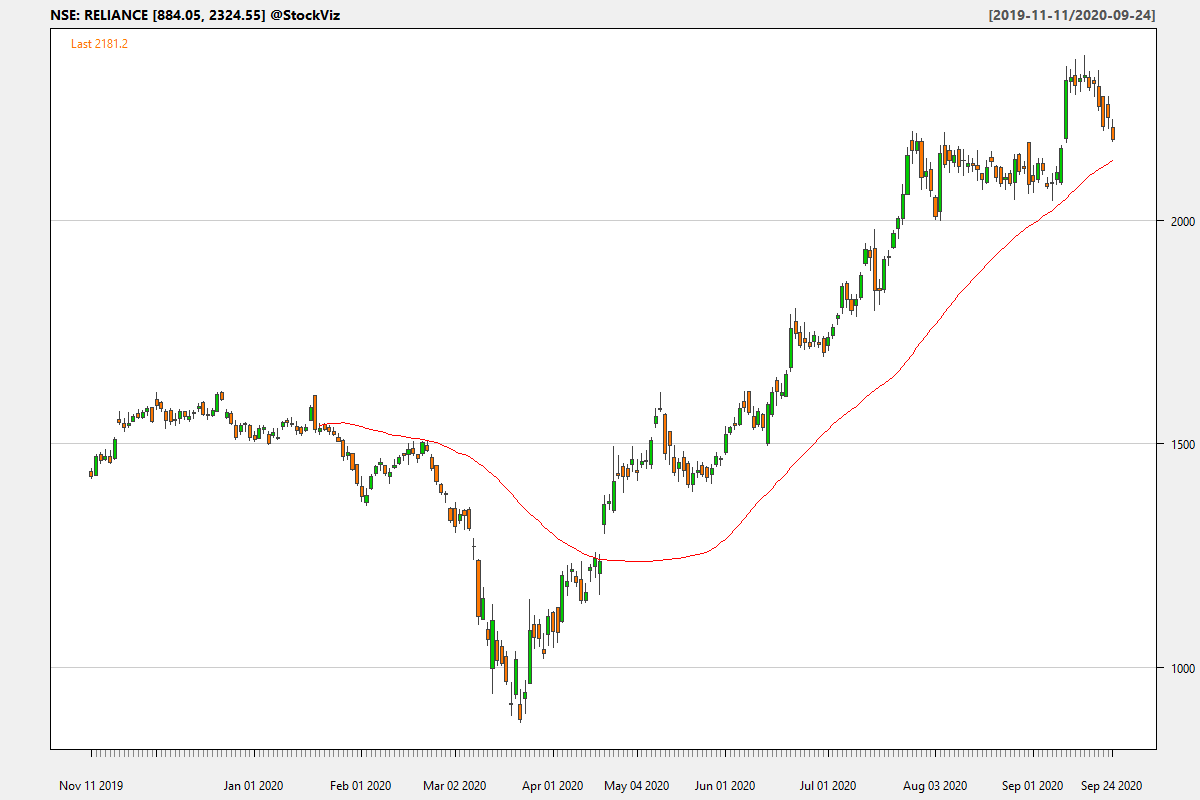 NSE: RELIANCE [884.05, 2324.55] @StockViz [2019-11-11/2020-09-24]
Last 2181.2
2000
1500
1000
Nov 11 2019 Jan 01 2020 Feb 01 2020 Mar 02 2020 Apr 01 2020 May 04 2020 Jun 01 2020 Jul 01 2020 Aug 03 2020 Sep 01 2020 Sep 24 2020